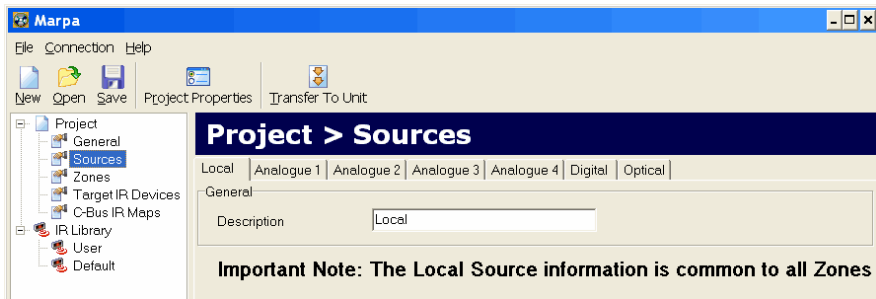 Marpa
File Connection Help
New Open Save Project Properties Transfer To Unit
Project
General
Sources
Zones
Target IR Devices
C-Bus IR Maps
IR Library
User
Default
Project > Sources
Local Analogue 1 Analogue 2 Analogue 3 Analogue 4 Digital Optical
General
Description Local
Important Note: The Local Source information is common to all Zones